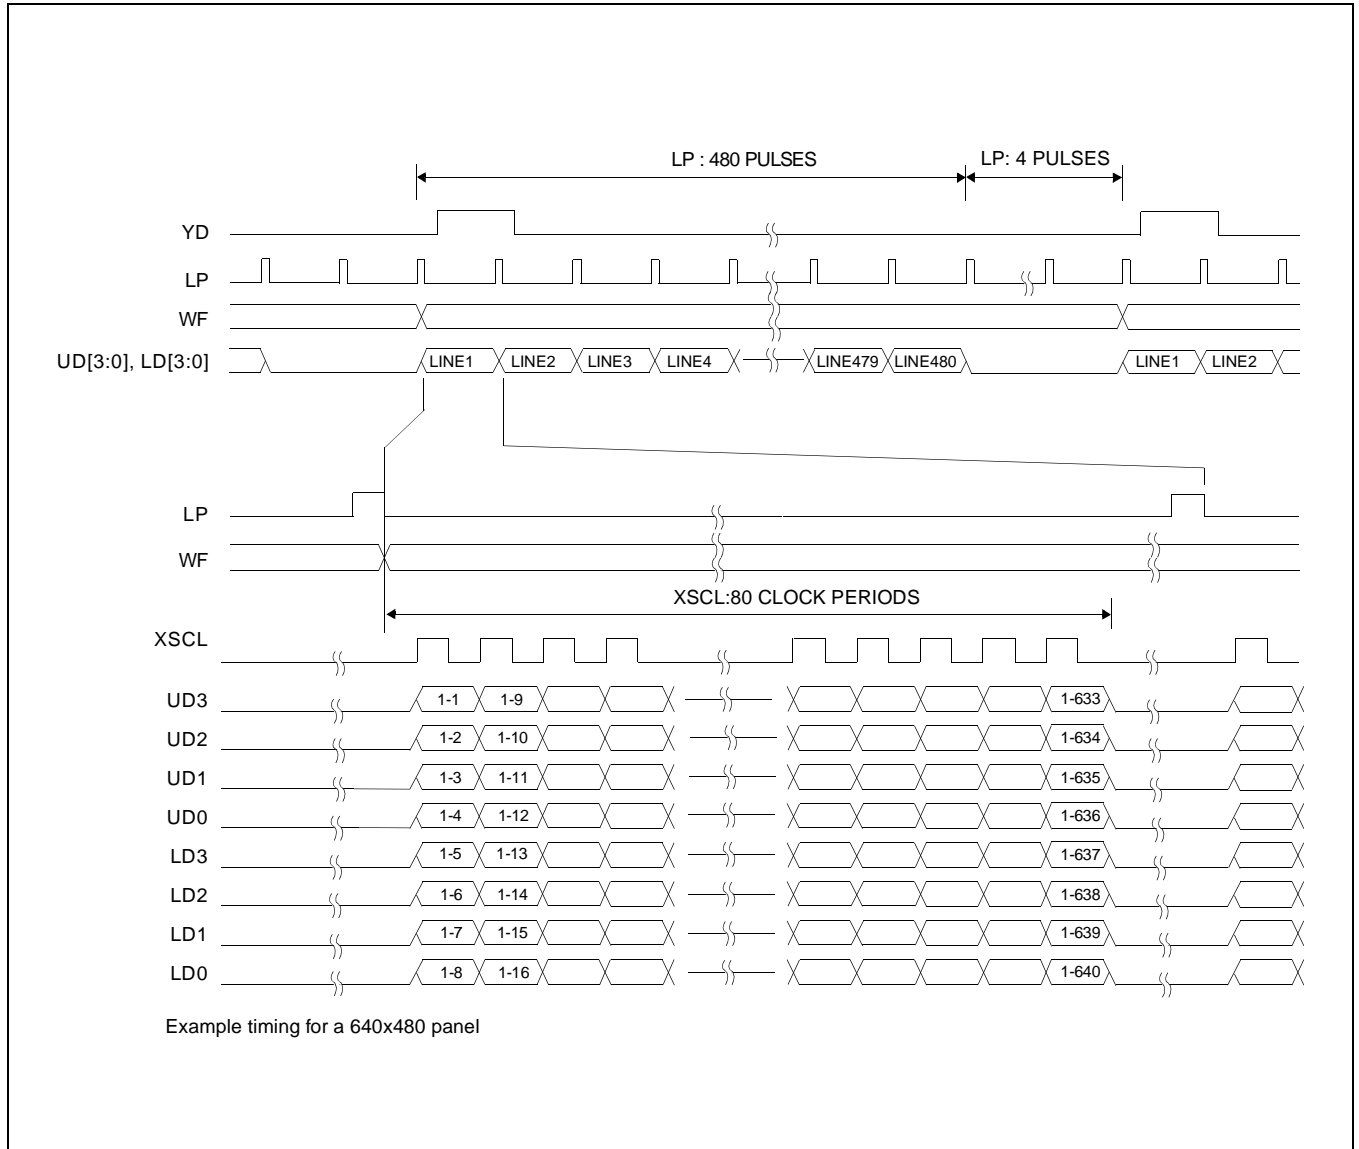 LP : 480 PULSES LP: 4 PULSES
YD
LP
WF
UD[3:0], LD[3:0] LINE1 LINE2 LINE3 LINE4 LINE479 LINE480 LINE1 LINE2
LP
WF
XSCL:80 CLOCK PERIODS
XSCL
UD3 1-1 1-9 1-633
UD2 1-2 1-10 1-634
UD1 1-3 1-11 1-635
UD0 1-4 1-12 1-636
LD3 1-5 1-13 1-637
LD2 1-6 1-14 1-638
LD1 1-7 1-15 1-639
LD0 1-8 1-16 1-640
Example timing for a 640x480 panel